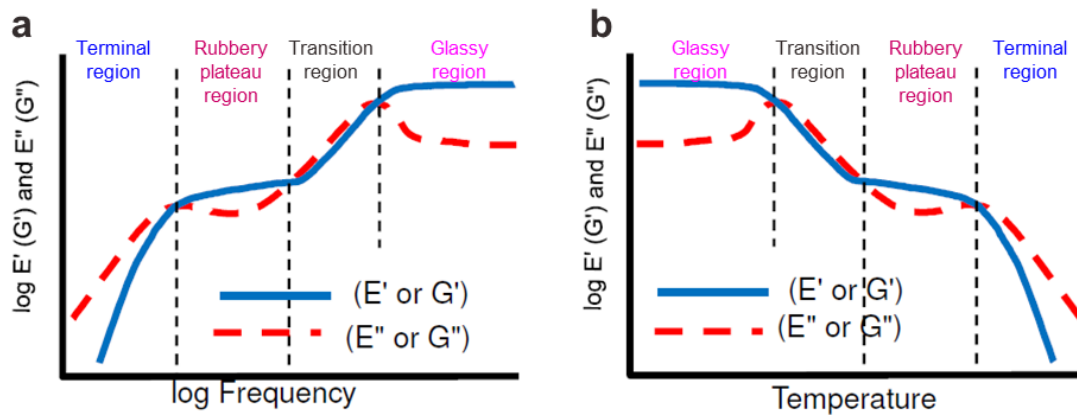 a
Terminal
region
Rubbery
plateau
region
Transition
region
Glassy
region
log E' (G') and E" (G")
(E' or G')
(E" or G")
log Frequency
b
Glassy
region
Transition
region
Rubbery
plateau
region
Terminal
region
log E' (G') and E" (G")
(E' or G')
(E" or G")
Temperature